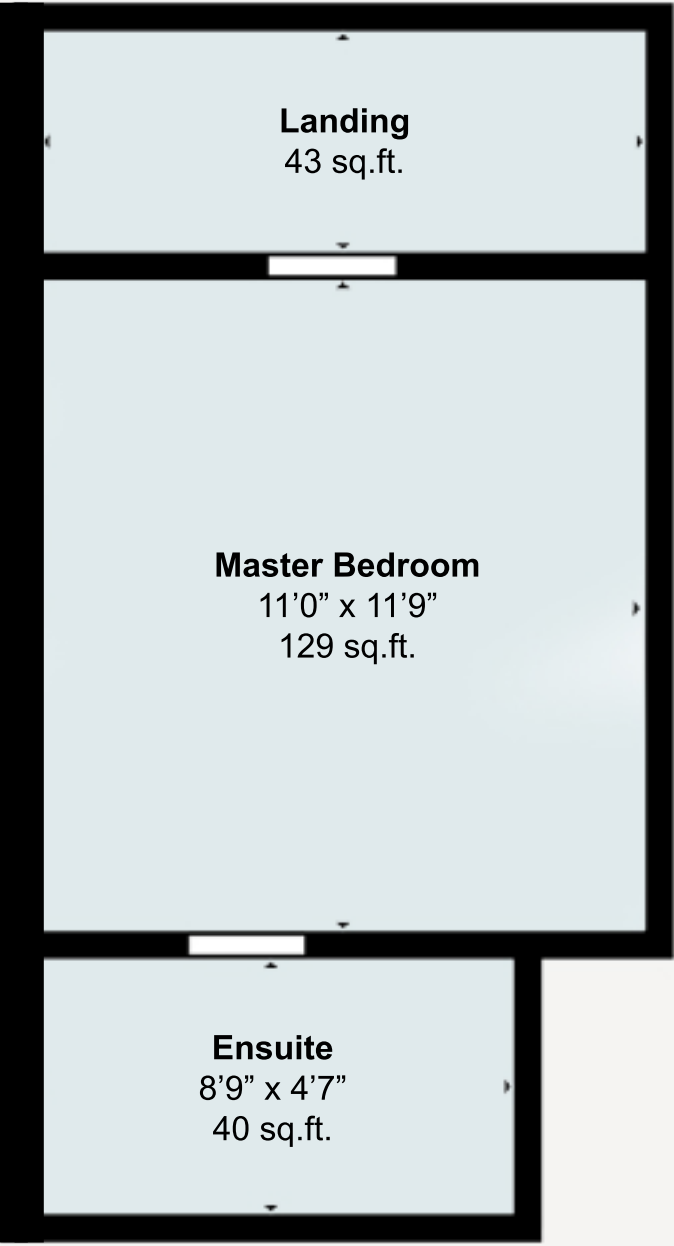 Landing
43 sq.ft.
Master Bedroom
11’0” x 11’9”
129 sq.ft.
Ensuite
8’9” x 4’7”
40 sq.ft.